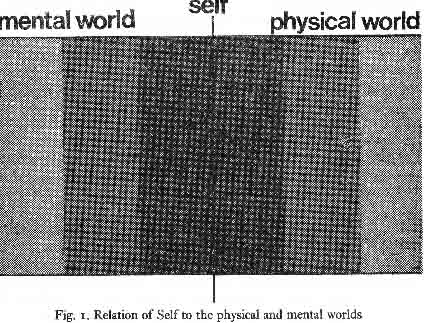 self
mental world physical world
Fig. 1. Relation of Self to the physical and mental worlds